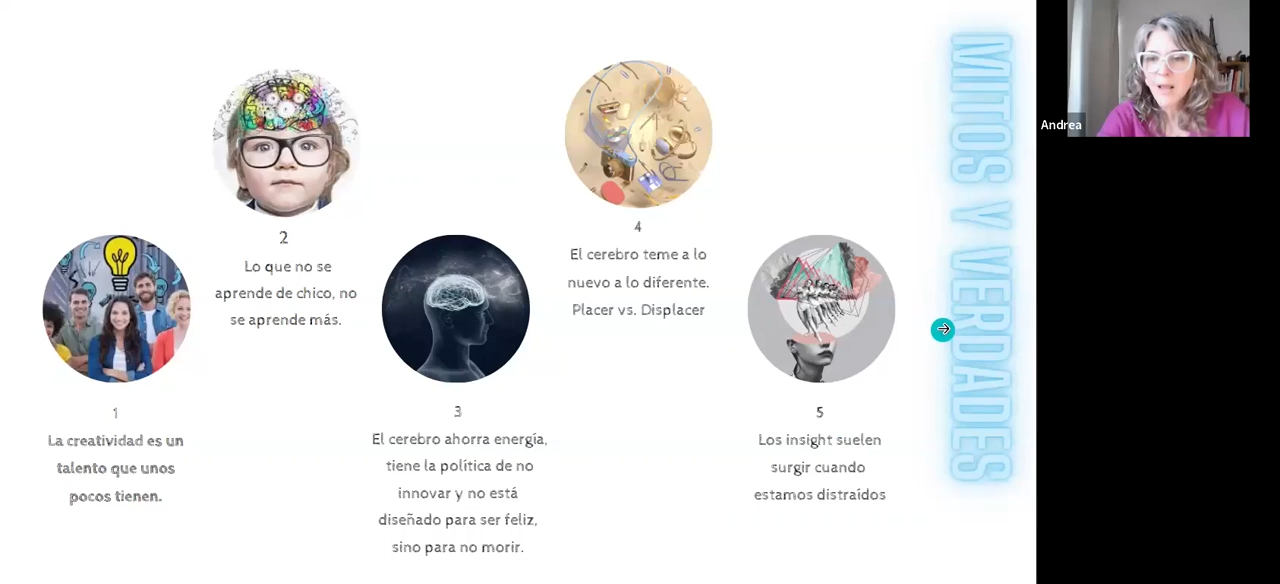 1
La creatividad es un
talento que unos
pocos tienen.
2
Lo que no se
aprende de chico, no
se aprende más.
3
El cerebro ahorra energía,
tiene la política de no
innovar y no está
diseñado para ser feliz,
sino para no morir.
4
El cerebro teme a lo
nuevo a lo diferente.
Placer vs. Displacer
5
Los insight suelen
surgir cuando
estamos distraídos
MITOS Y VERDADES
Andrea